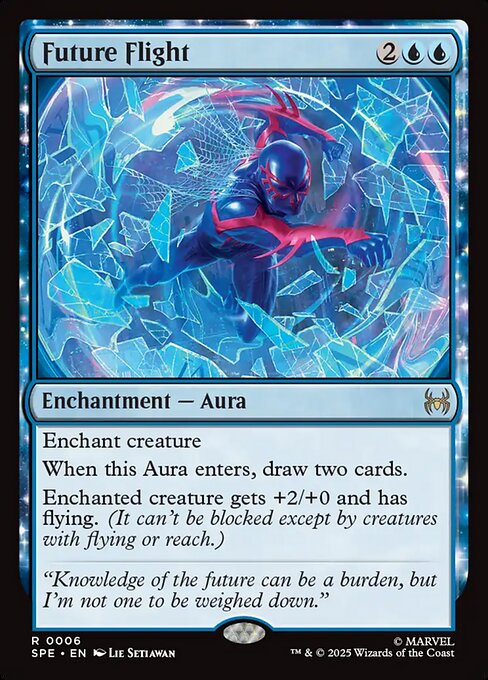 Future Flight 2
Enchantment — Aura
Enchant creature
When this Aura enters, draw two cards.
Enchanted creature gets +2/+0 and has
flying. (It can't be blocked except by creatures
with flying or reach.)
"Knowledge of the future can be a burden, but
I'm not one to be weighed down."
R 0006 © MARVEL
SPE • EN Lie Setiawan ™ & © 2025 Wizards of the Coast